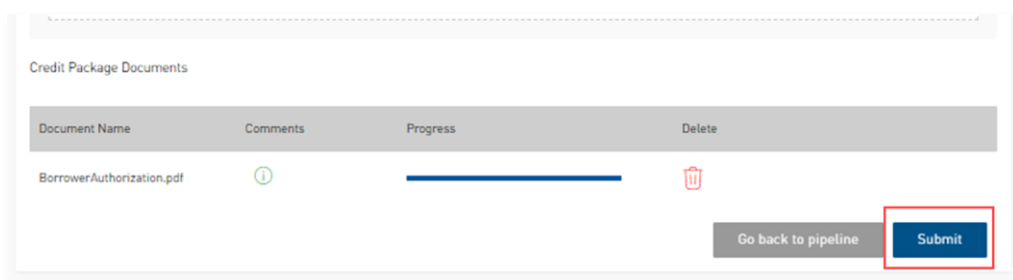 Credit Package Documents
Document Name Comments Progress Delete
BorrowerAuthorization.pdf
Go back to pipeline Submit